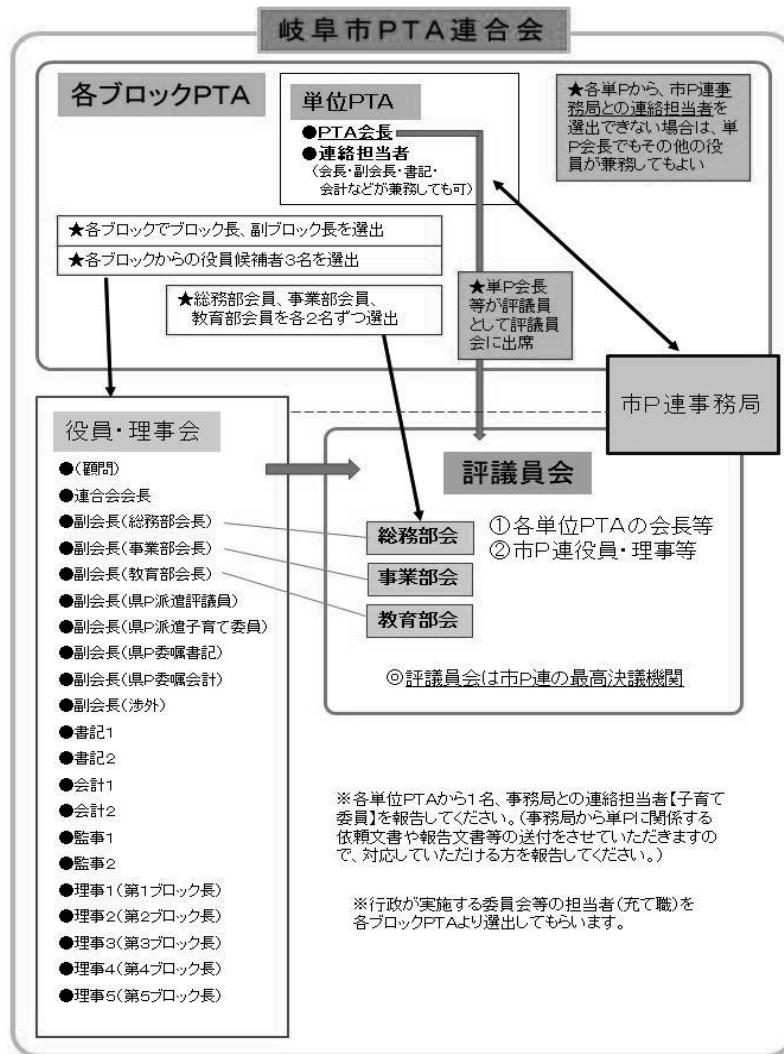 岐阜市PTA連合会
各ブロックPTA
単位PTA
●PTA会長
●連絡担当者
(会長・副会長・書記・
会計などが兼務しても可)
★各単Pから、市P連事
務局との連絡担当者を
選出できない場合は、単
P会長でもその他の役
員が兼務してもよい
★各ブロックでブロック長、副ブロック長を選出
★各ブロックからの役員候補者3名を選出
★総務部会員、事業部会員、
教育部会員を各2名ずつ選出
★単P会長
等が評議員
として評議員
会に出席
市P連事務局
役員・理事会
●(顧問)
●連合会会長
●副会長(総務部会長)
●副会長(事業部会長)
●副会長(教育部会長)
●副会長(県P派遣評議員)
●副会長(県P派遣子育て委員)
●副会長(県P委嘱書記)
●副会長(県P委嘱会計)
●副会長(渉外)
●書記1
●書記2
●会計1
●会計2
●監事1
●監事2
●理事1(第1ブロック長)
●理事2(第2ブロック長)
●理事3(第3ブロック長)
●理事4(第4ブロック長)
●理事5(第5ブロック長)
評議員会
総務部会
事業部会
教育部会
①各単位PTAの会長等
②市P連役員・理事等
◎評議員会は市P連の最高決議機関
※各単位PTAから1名、事務局との連絡担当者【子育て
委員】を報告してください。(事務局から単Pに関係する
依頼文書や報告文書等の送付をさせていただきますの
で、対応していただける方を報告してください。)
※行政が実施する委員会等の担当者(充て職)を
各ブロックPTAより選出してもらいます。